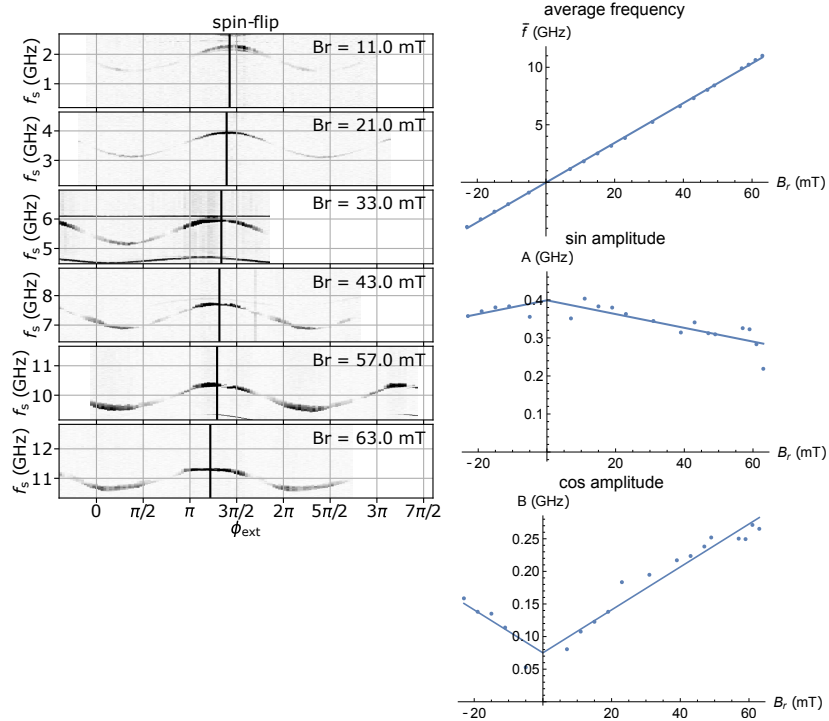 spin-flip
Br = 11.0 mT
2
1
f_s (GHz)
Br = 21.0 mT
4
3
f_s (GHz)
Br = 33.0 mT
6
5
f_s (GHz)
Br = 43.0 mT
8
7
f_s (GHz)
Br = 57.0 mT
11
10
f_s (GHz)
Br = 63.0 mT
12
11
f_s (GHz)
0 π/2 π 3π/2 2π 5π/2 3π 7π/2
ϕ_ext
average frequency
f̄ (GHz)
10
5
-20 20 40 60 B_r (mT)
sin amplitude
A (GHz)
0.4
0.3
0.2
0.1
-20 0 20 40 60 B_r (mT)
cos amplitude
B (GHz)
0.25
0.20
0.15
0.10
0.05
-20 0 20 40 60 B_r (mT)